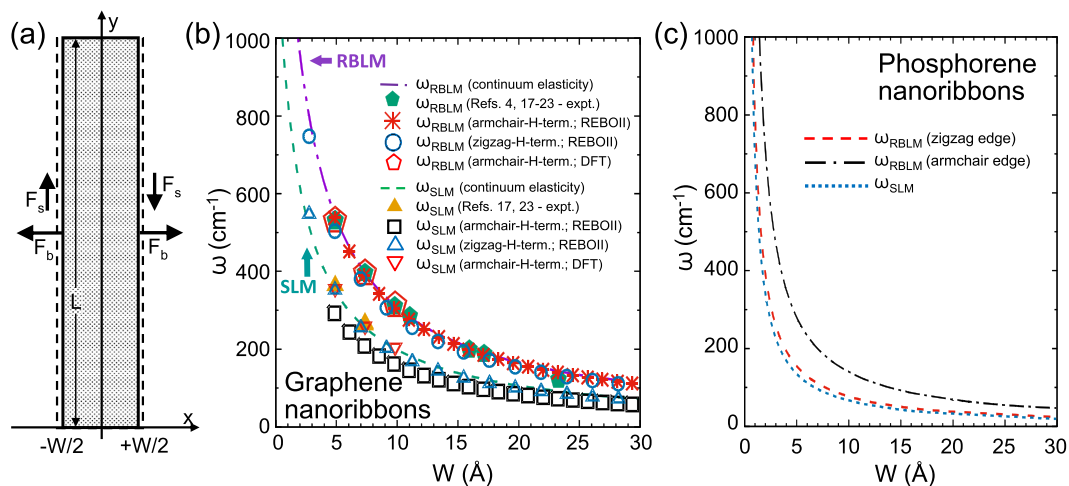 (a)
y
F_s
F_s
F_b
F_b
L
x
-W/2
+W/2
(b)
1000
800
600
400
200
0
ω (cm⁻¹)
RBLM
ω_RBLM (continuum elasticity)
ω_RBLM (Refs. 4, 17-23 - expt.)
ω_RBLM (armchair-H-term.; REBOII)
ω_RBLM (zigzag-H-term.; REBOII)
ω_RBLM (armchair-H-term.; DFT)
ω_SLM (continuum elasticity)
ω_SLM (Refs. 17, 23 - expt.)
ω_SLM (armchair-H-term.; REBOII)
ω_SLM (zigzag-H-term.; REBOII)
ω_SLM (armchair-H-term.; DFT)
SLM
Graphene
nanoribbons
0 5 10 15 20 25 30
W (Å)
(c)
1000
800
600
400
200
0
ω (cm⁻¹)
Phosphorene
nanoribbons
ω_RBLM (zigzag edge)
ω_RBLM (armchair edge)
ω_SLM
0 5 10 15 20 25 30
W (Å)